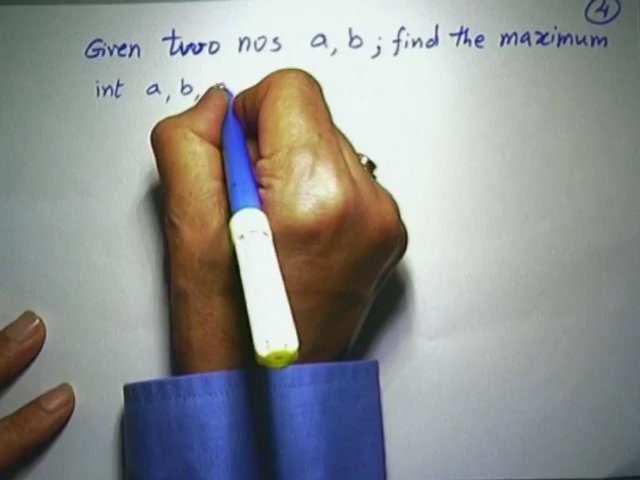 4
Given two nos a, b ; find the maximum
int a, b,